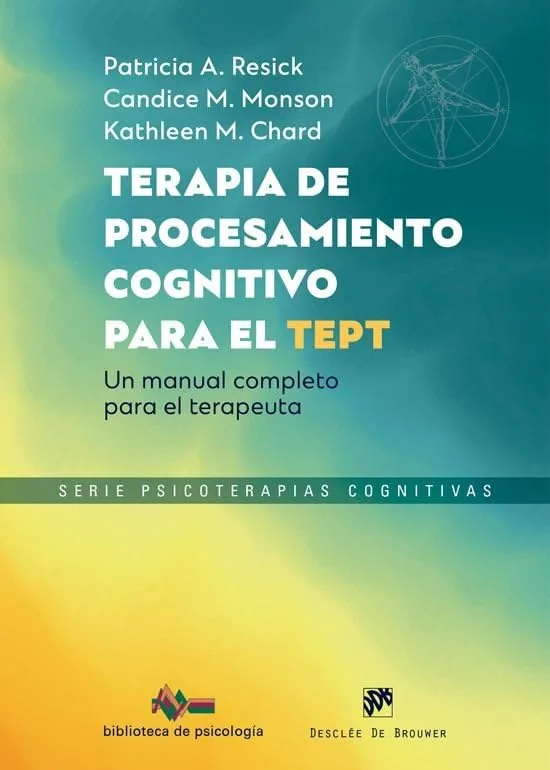 Patricia A. Resick
Candice M. Monson
Kathleen M. Chard
TERAPIA DE
PROCESAMIENTO
COGNITIVO
PARA EL TEPT
Un manual completo
para el terapeuta
SERIE PSICOTERAPIAS COGNITIVAS
biblioteca de psicología
DDB
DESCLÉE DE BROUWER